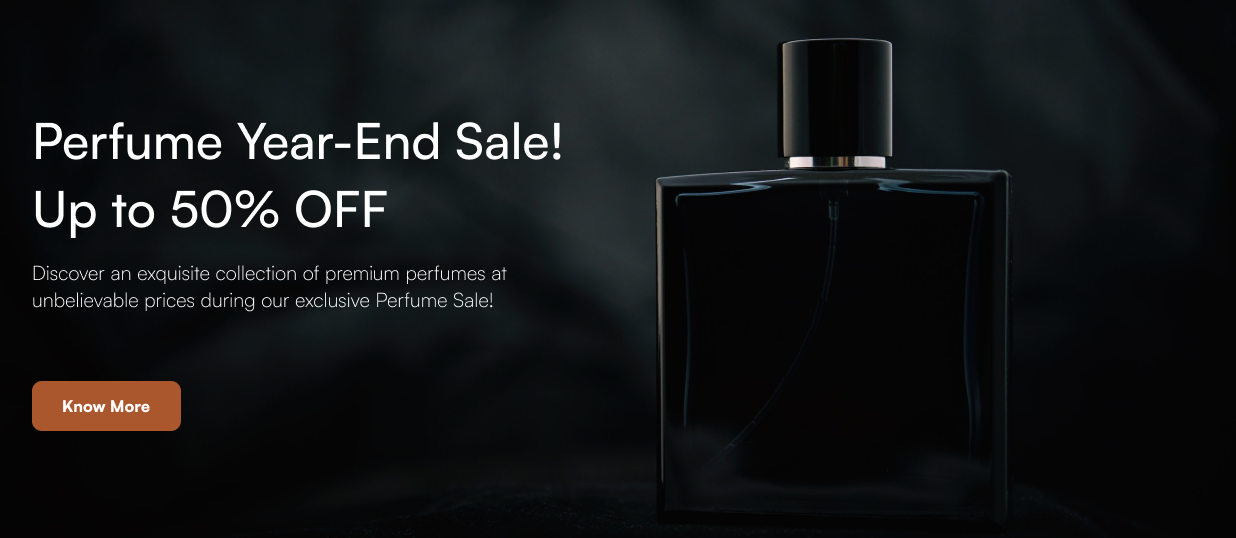 Perfume Year-End Sale!
Up to 50% OFF
Discover an exquisite collection of premium perfumes at
unbelievable prices during our exclusive Perfume Sale!
Know More